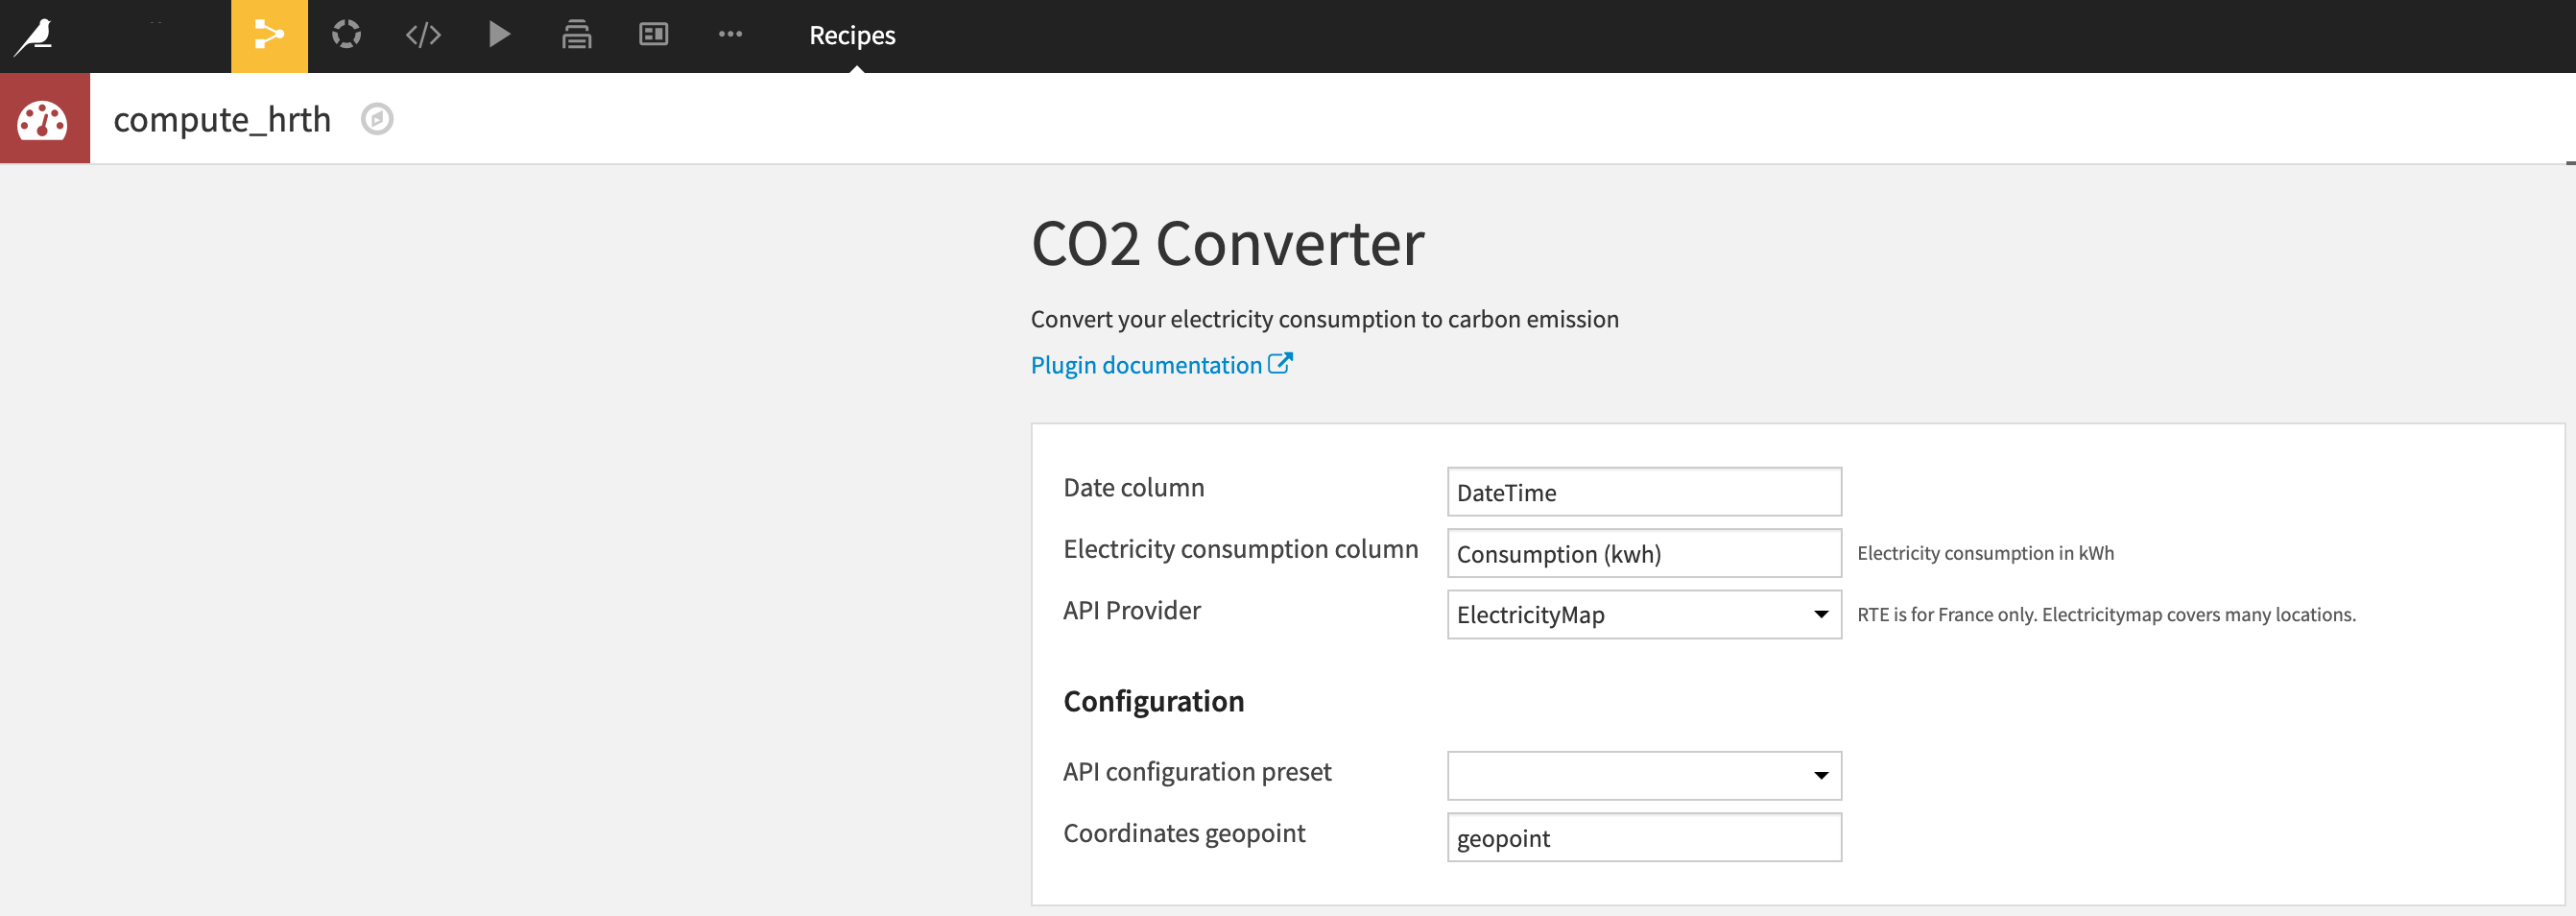 Recipes
compute_hrth
CO2 Converter
Convert your electricity consumption to carbon emission
Plugin documentation
Date column
DateTime
Electricity consumption column
Consumption (kwh)
Electricity consumption in kWh
API Provider
ElectricityMap
RTE is for France only. Electricitymap covers many locations.
Configuration
API configuration preset
Coordinates geopoint
geopoint